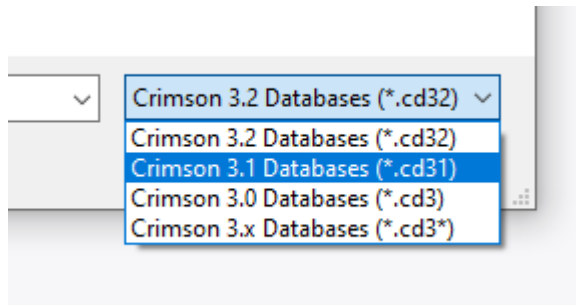 Crimson 3.2 Databases (*.cd32)
Crimson 3.2 Databases (*.cd32)
Crimson 3.1 Databases (*.cd31)
Crimson 3.0 Databases (*.cd3)
Crimson 3.x Databases (*.cd3*)